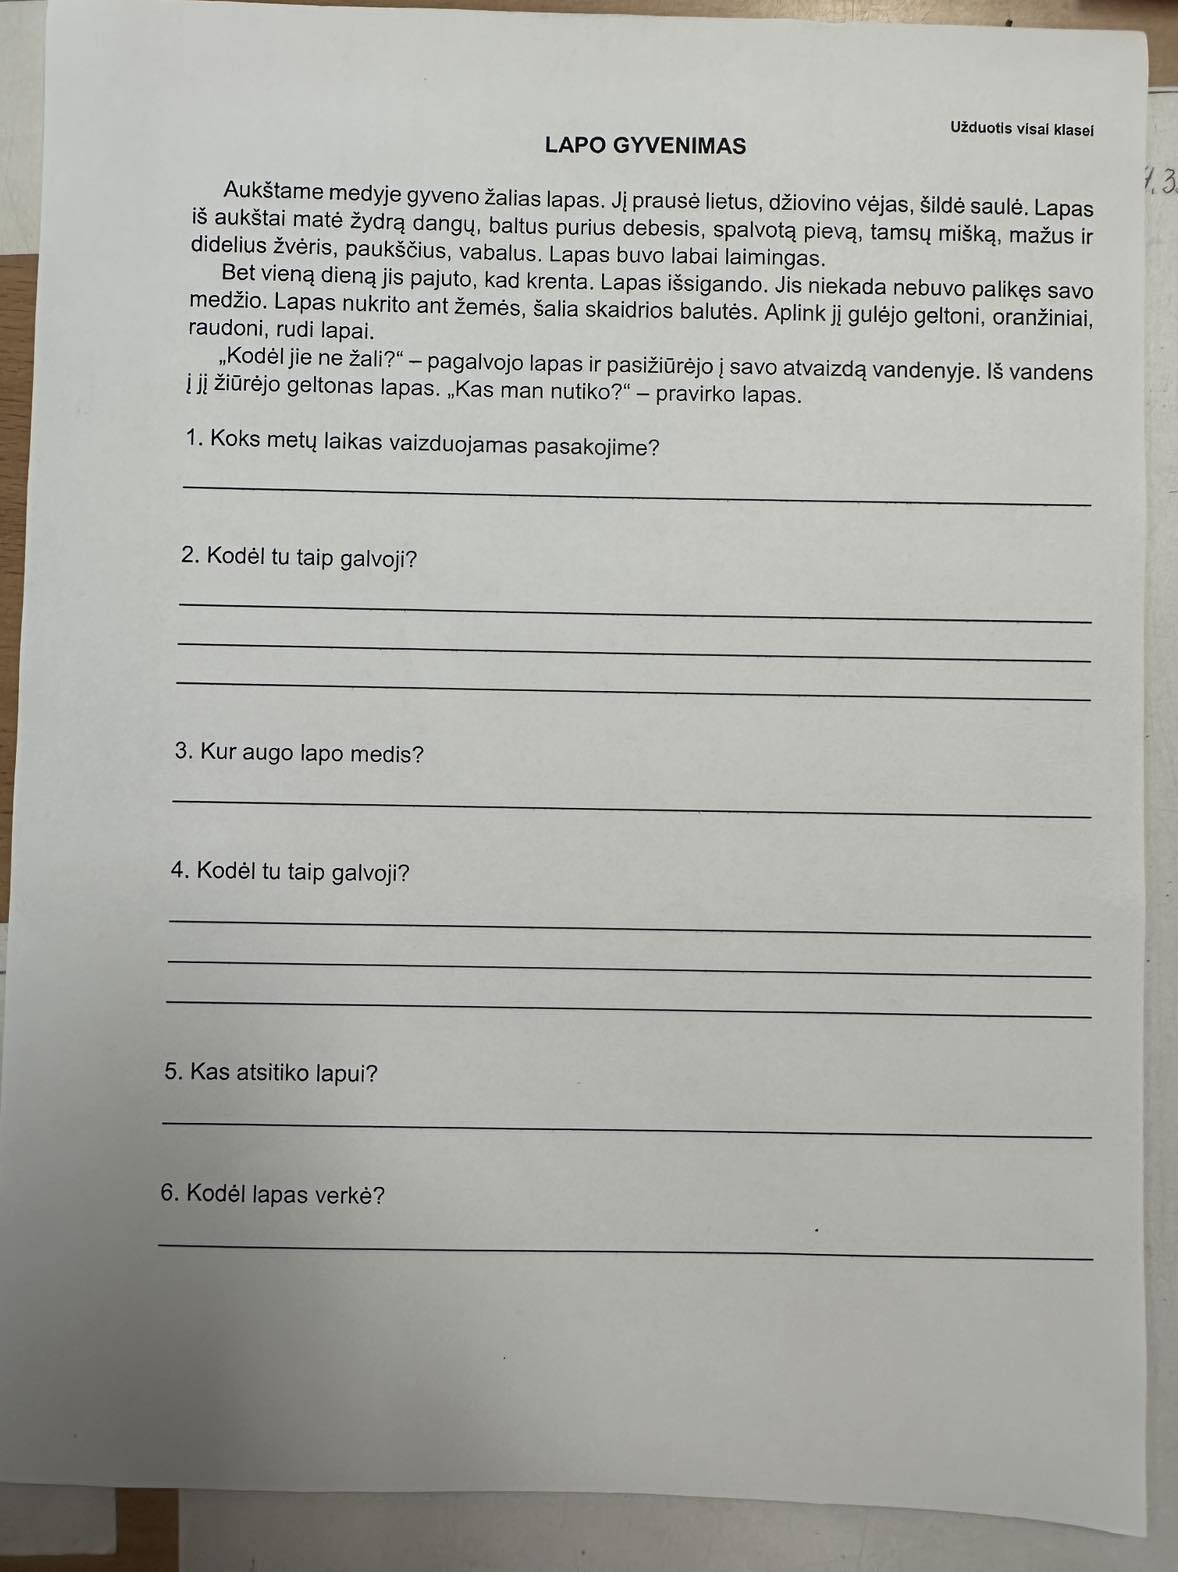 Užduotis visai klasei
LAPO GYVENIMAS
Aukštame medyje gyveno žalias lapas. Jį prausė lietus, džiovino vėjas, šildė saulė. Lapas
iš aukštai matė žydrą dangų, baltus purius debesis, spalvotą pievą, tamsų mišką, mažus ir
didelius žvėris, paukščius, vabalus. Lapas buvo labai laimingas.
Bet vieną dieną jis pajuto, kad krenta. Lapas išsigando. Jis niekada nebuvo palikęs savo
medžio. Lapas nukrito ant žemės, šalia skaidrios balutės. Aplink jį gulėjo geltoni, oranžiniai,
raudoni, rudi lapai.
„Kodėl jie ne žali?“ – pagalvojo lapas ir pasižiūrėjo į savo atvaizdą vandenyje. Iš vandens
į jį žiūrėjo geltonas lapas. „Kas man nutiko?“ – pravirko lapas.
1. Koks metų laikas vaizduojamas pasakojime?
2. Kodėl tu taip galvoji?
3. Kur augo lapo medis?
4. Kodėl tu taip galvoji?
5. Kas atsitiko lapui?
6. Kodėl lapas verkė?